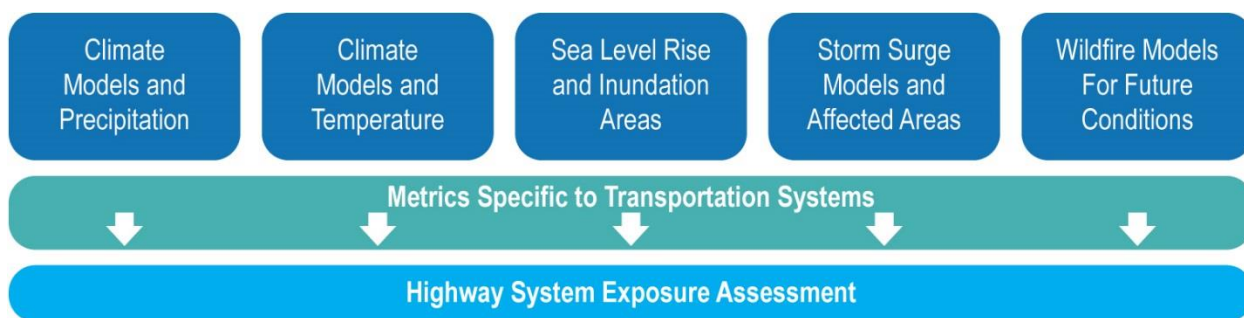 Climate
Models and
Precipitation
Climate
Models and
Temperature
Sea Level Rise
and Inundation
Areas
Storm Surge
Models and
Affected Areas
Wildfire Models
For Future
Conditions
Metrics Specific to Transportation Systems
Highway System Exposure Assessment